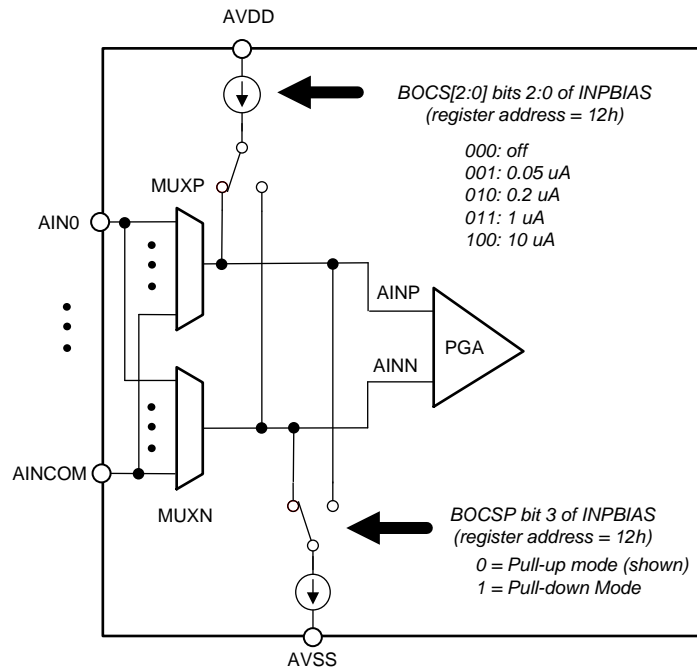 AVDD
BOCS[2:0] bits 2:0 of INPBIAS
(register address = 12h)
000: off
001: 0.05 uA
010: 0.2 uA
011: 1 uA
100: 10 uA
MUXP
AIN0
AINP
PGA
AINN
AINCOM
MUXN
BOCSP bit 3 of INPBIAS
(register address = 12h)
0 = Pull-up mode (shown)
1 = Pull-down Mode
AVSS